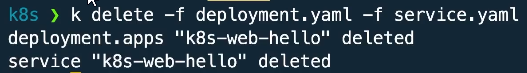 k8s ❯ k delete -f deployment.yaml -f service.yaml
deployment.apps "k8s-web-hello" deleted
service "k8s-web-hello" deleted